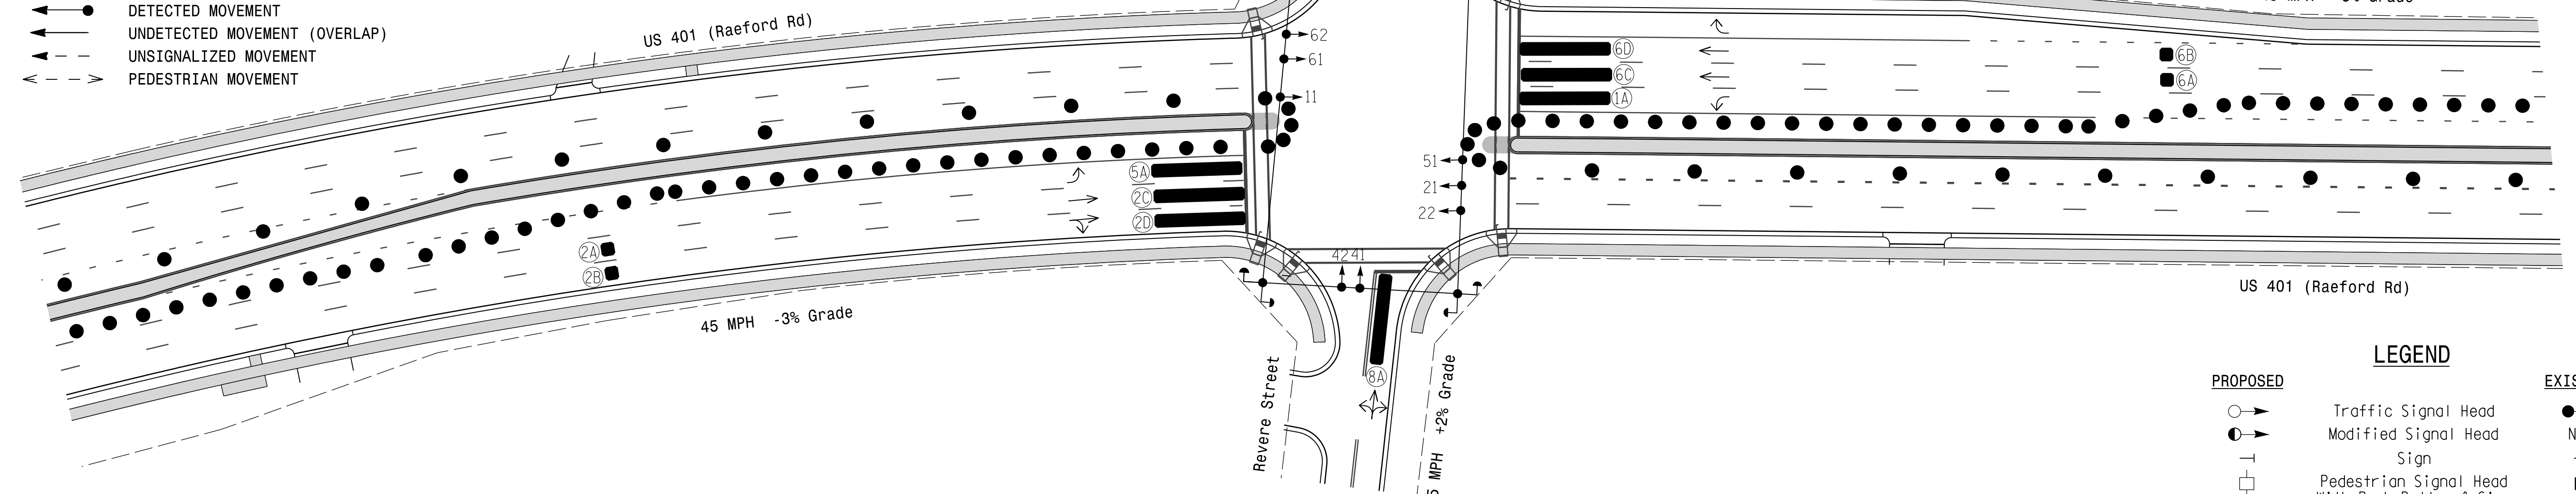 DETECTED MOVEMENT
UNDETECTED MOVEMENT (OVERLAP)
UNSIGNALIZED MOVEMENT
PEDESTRIAN MOVEMENT
US 401 (Raeford Rd)
% Grade
62
61
11
6D
6C
1A
6B
6A
51
21
22
5A
2C
2D
2A
2B
42 41
8A
45 MPH -3% Grade
US 401 (Raeford Rd)
Revere Street
MPH +2% Grade
LEGEND
PROPOSED
Traffic Signal Head
Modified Signal Head
Sign
Pedestrian Signal Head